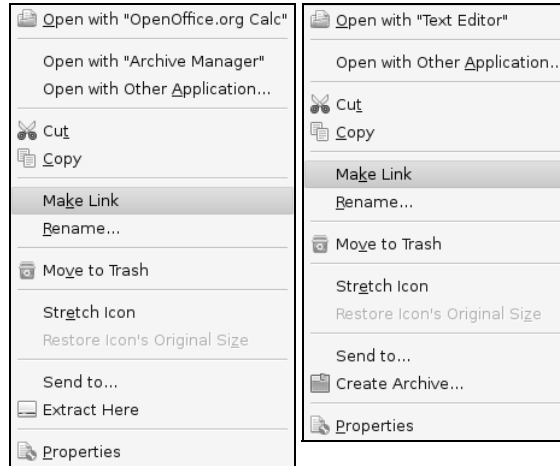 Open with "OpenOffice.org Calc"
Open with "Archive Manager"
Open with Other Application...
Cut
Copy
Make Link
Rename...
Move to Trash
Stretch Icon
Restore Icon's Original Size
Send to...
Extract Here
Properties
Open with "Text Editor"
Open with Other Application...
Cut
Copy
Make Link
Rename...
Move to Trash
Stretch Icon
Restore Icon's Original Size
Send to...
Create Archive...
Properties